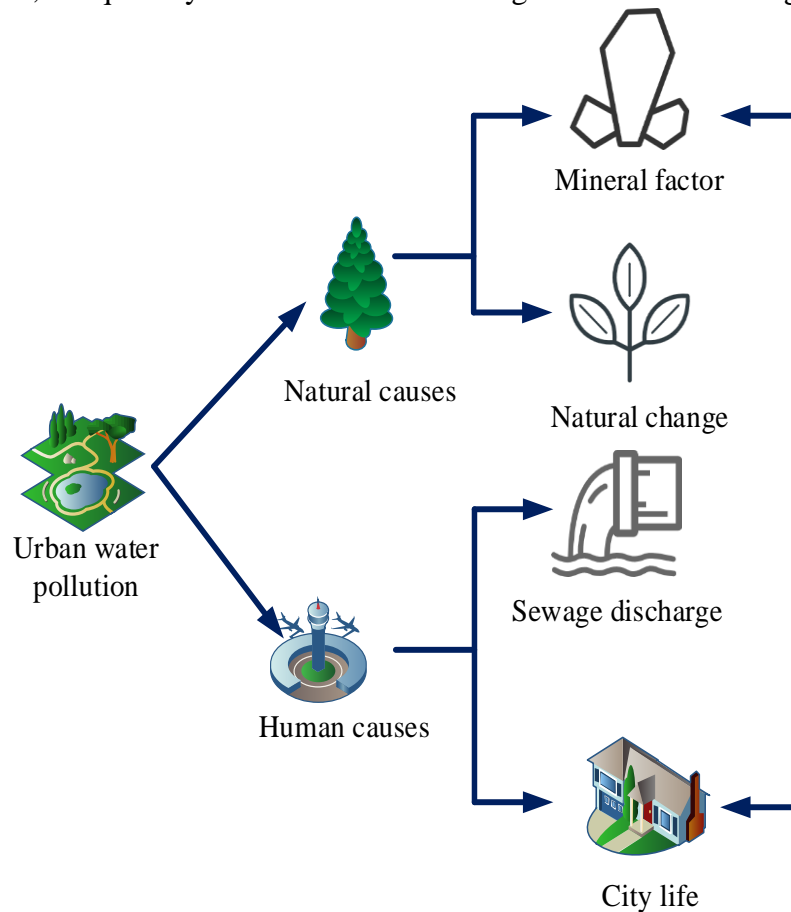 Mineral factor
Natural causes
Natural change
Urban water
pollution
Sewage discharge
Human causes
City life